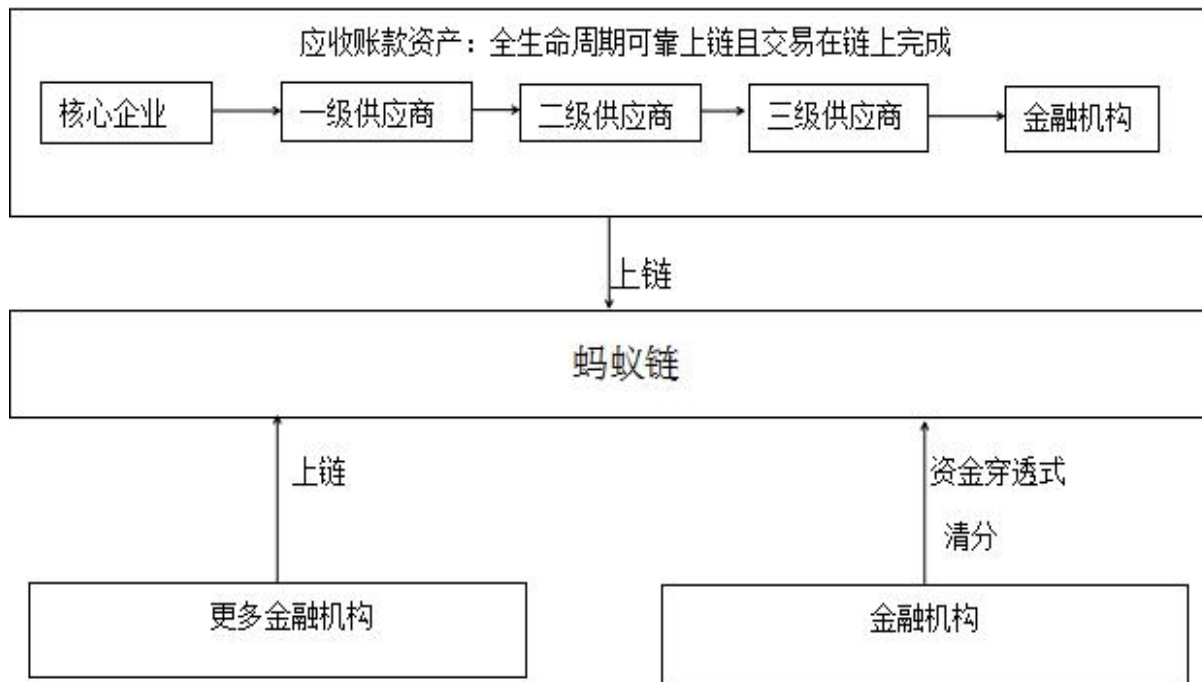 应收账款资产：全生命周期可靠上链且交易在链上完成
核心企业
一级供应商
二级供应商
三级供应商
金融机构
上链
蚂蚁链
上链
资金穿透式
清分
更多金融机构
金融机构